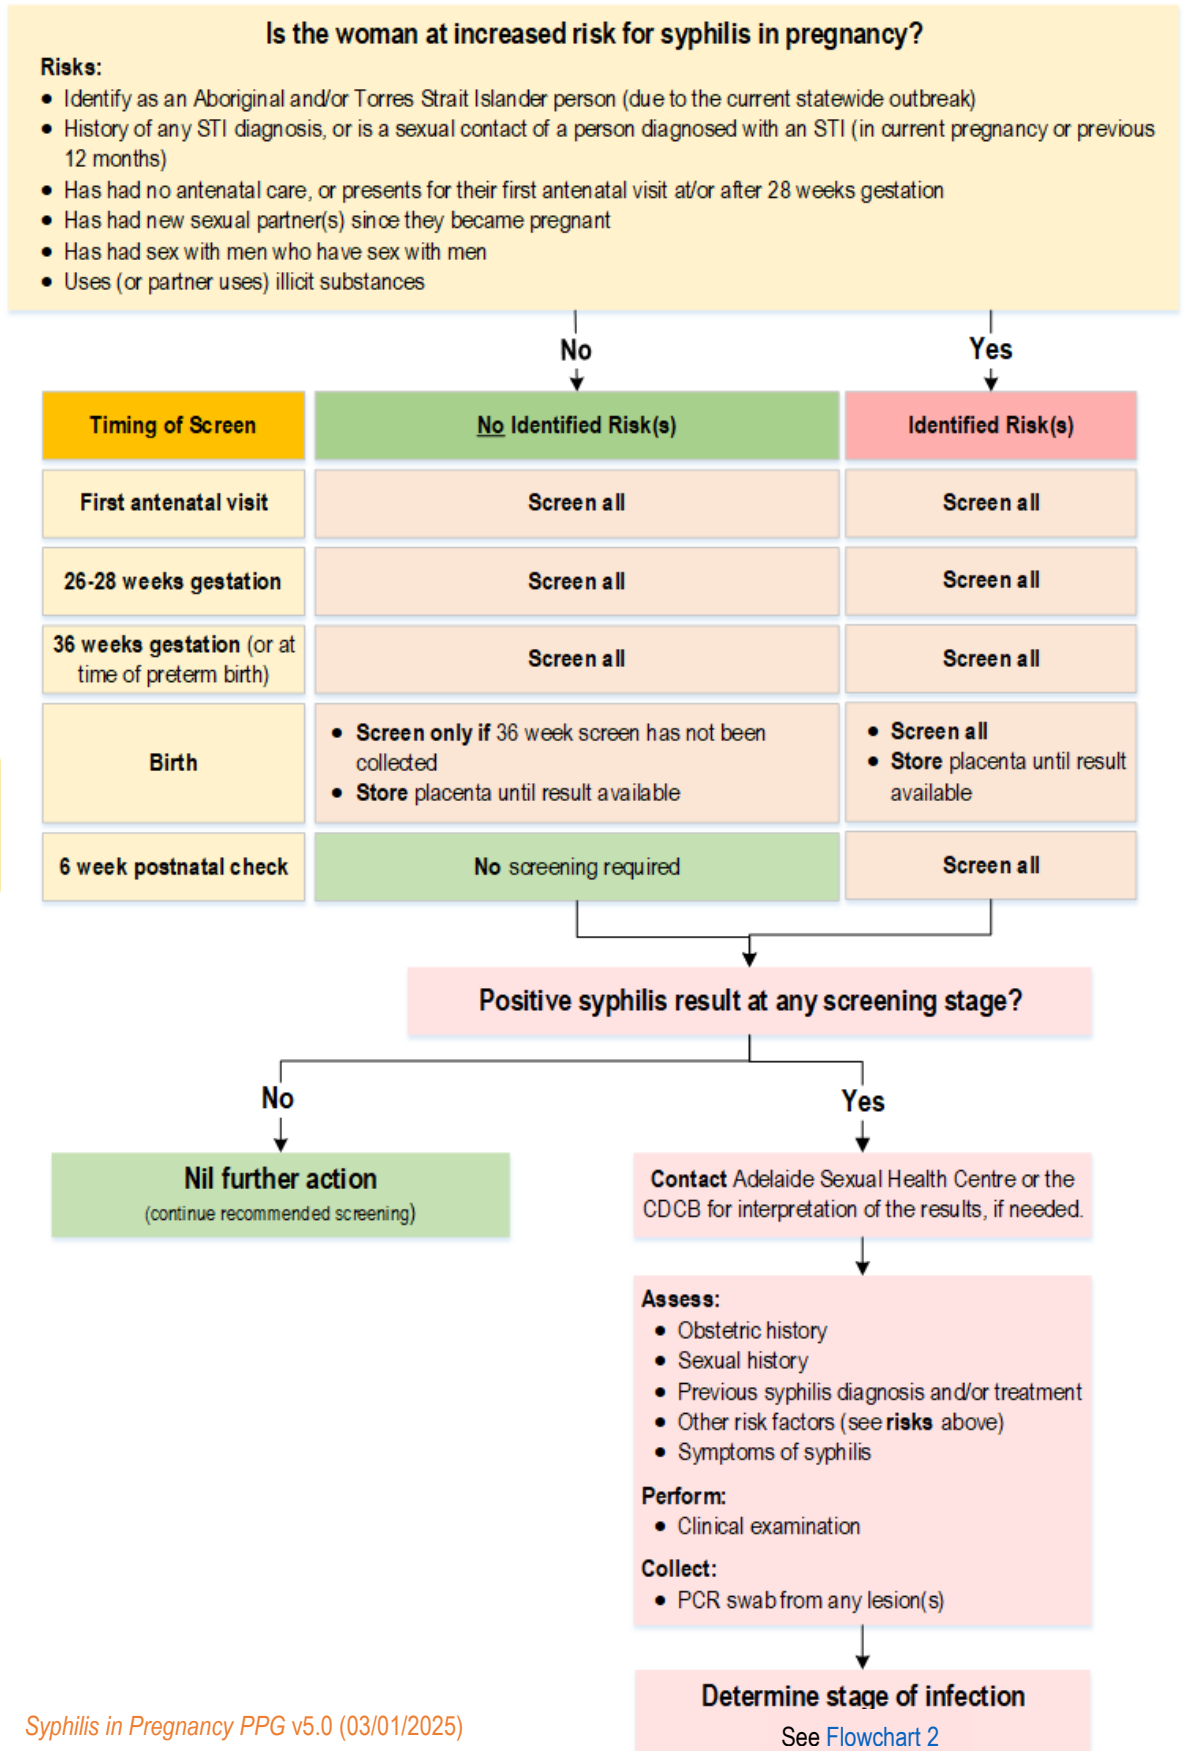 Is the woman at increased risk for syphilis in pregnancy?
Risks:
• Identify as an Aboriginal and/or Torres Strait Islander person (due to the current statewide outbreak)
• History of any STI diagnosis, or is a sexual contact of a person diagnosed with an STI (in current pregnancy or previous
12 months)
• Has had no antenatal care, or presents for their first antenatal visit at/or after 28 weeks gestation
• Has had new sexual partner(s) since they became pregnant
• Has had sex with men who have sex with men
• Uses (or partner uses) illicit substances
No
Yes
Timing of Screen
No Identified Risk(s)
Identified Risk(s)
First antenatal visit
Screen all
Screen all
26-28 weeks gestation
Screen all
Screen all
36 weeks gestation (or at
time of preterm birth)
Screen all
Screen all
Birth
• Screen only if 36 week screen has not been
collected
• Store placenta until result available
• Screen all
• Store placenta until result
available
6 week postnatal check
No screening required
Screen all
Positive syphilis result at any screening stage?
No
Yes
Nil further action
(continue recommended screening)
Contact Adelaide Sexual Health Centre or the
CDCB for interpretation of the results, if needed.
Assess:
• Obstetric history
• Sexual history
• Previous syphilis diagnosis and/or treatment
• Other risk factors (see risks above)
• Symptoms of syphilis
Perform:
• Clinical examination
Collect:
• PCR swab from any lesion(s)
Determine stage of infection
See Flowchart 2
Syphilis in Pregnancy PPG v5.0 (03/01/2025)